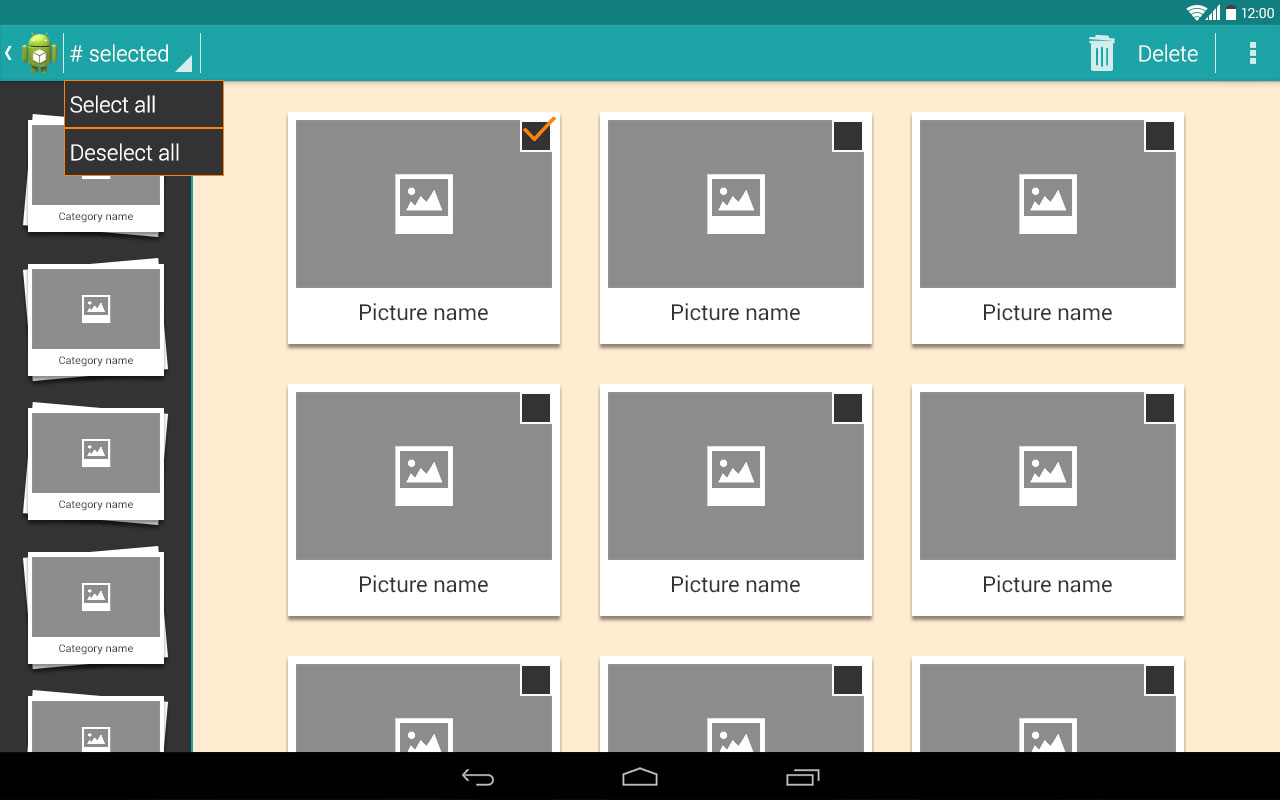 12:00
# selected
Delete
Select all
Deselect all
Category name
Category name
Category name
Category name
Picture name
Picture name
Picture name
Picture name
Picture name
Picture name